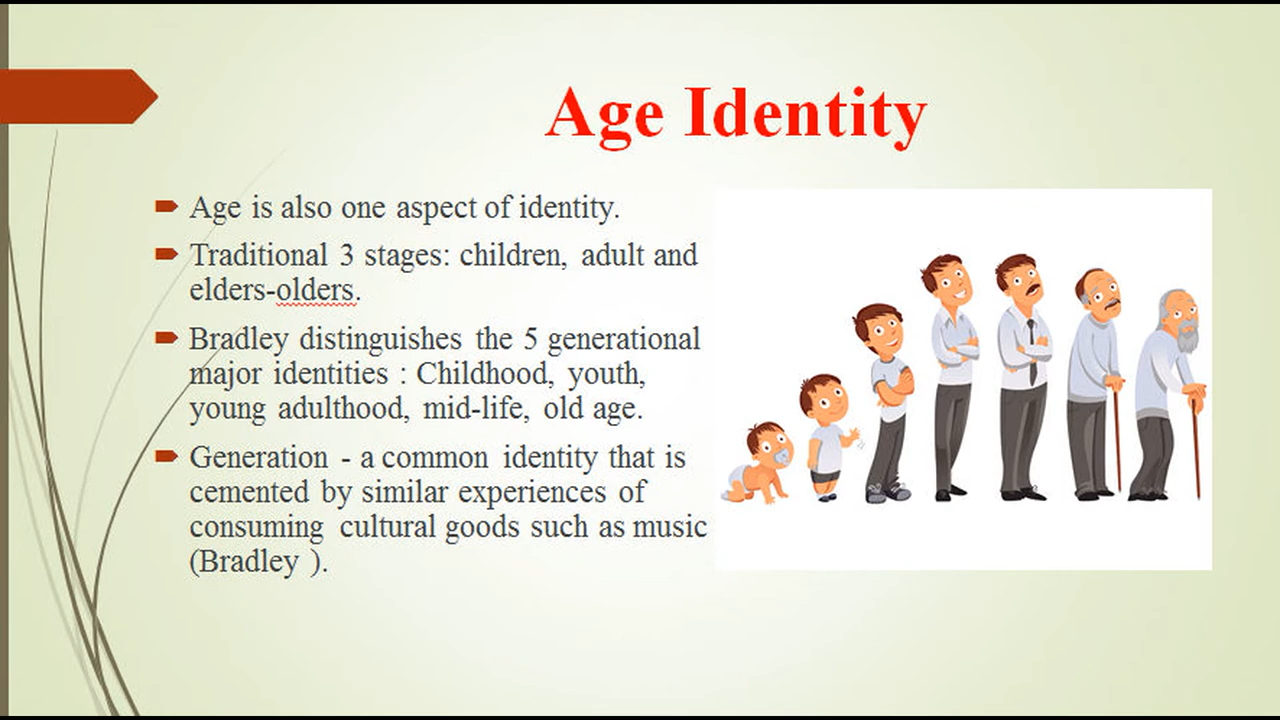 Age Identity
Age is also one aspect of identity.
Traditional 3 stages: children, adult and
elders-olders.
Bradley distinguishes the 5 generational
major identities : Childhood, youth,
young adulthood, mid-life, old age.
Generation - a common identity that is
cemented by similar experiences of
consuming cultural goods such as music
(Bradley ).